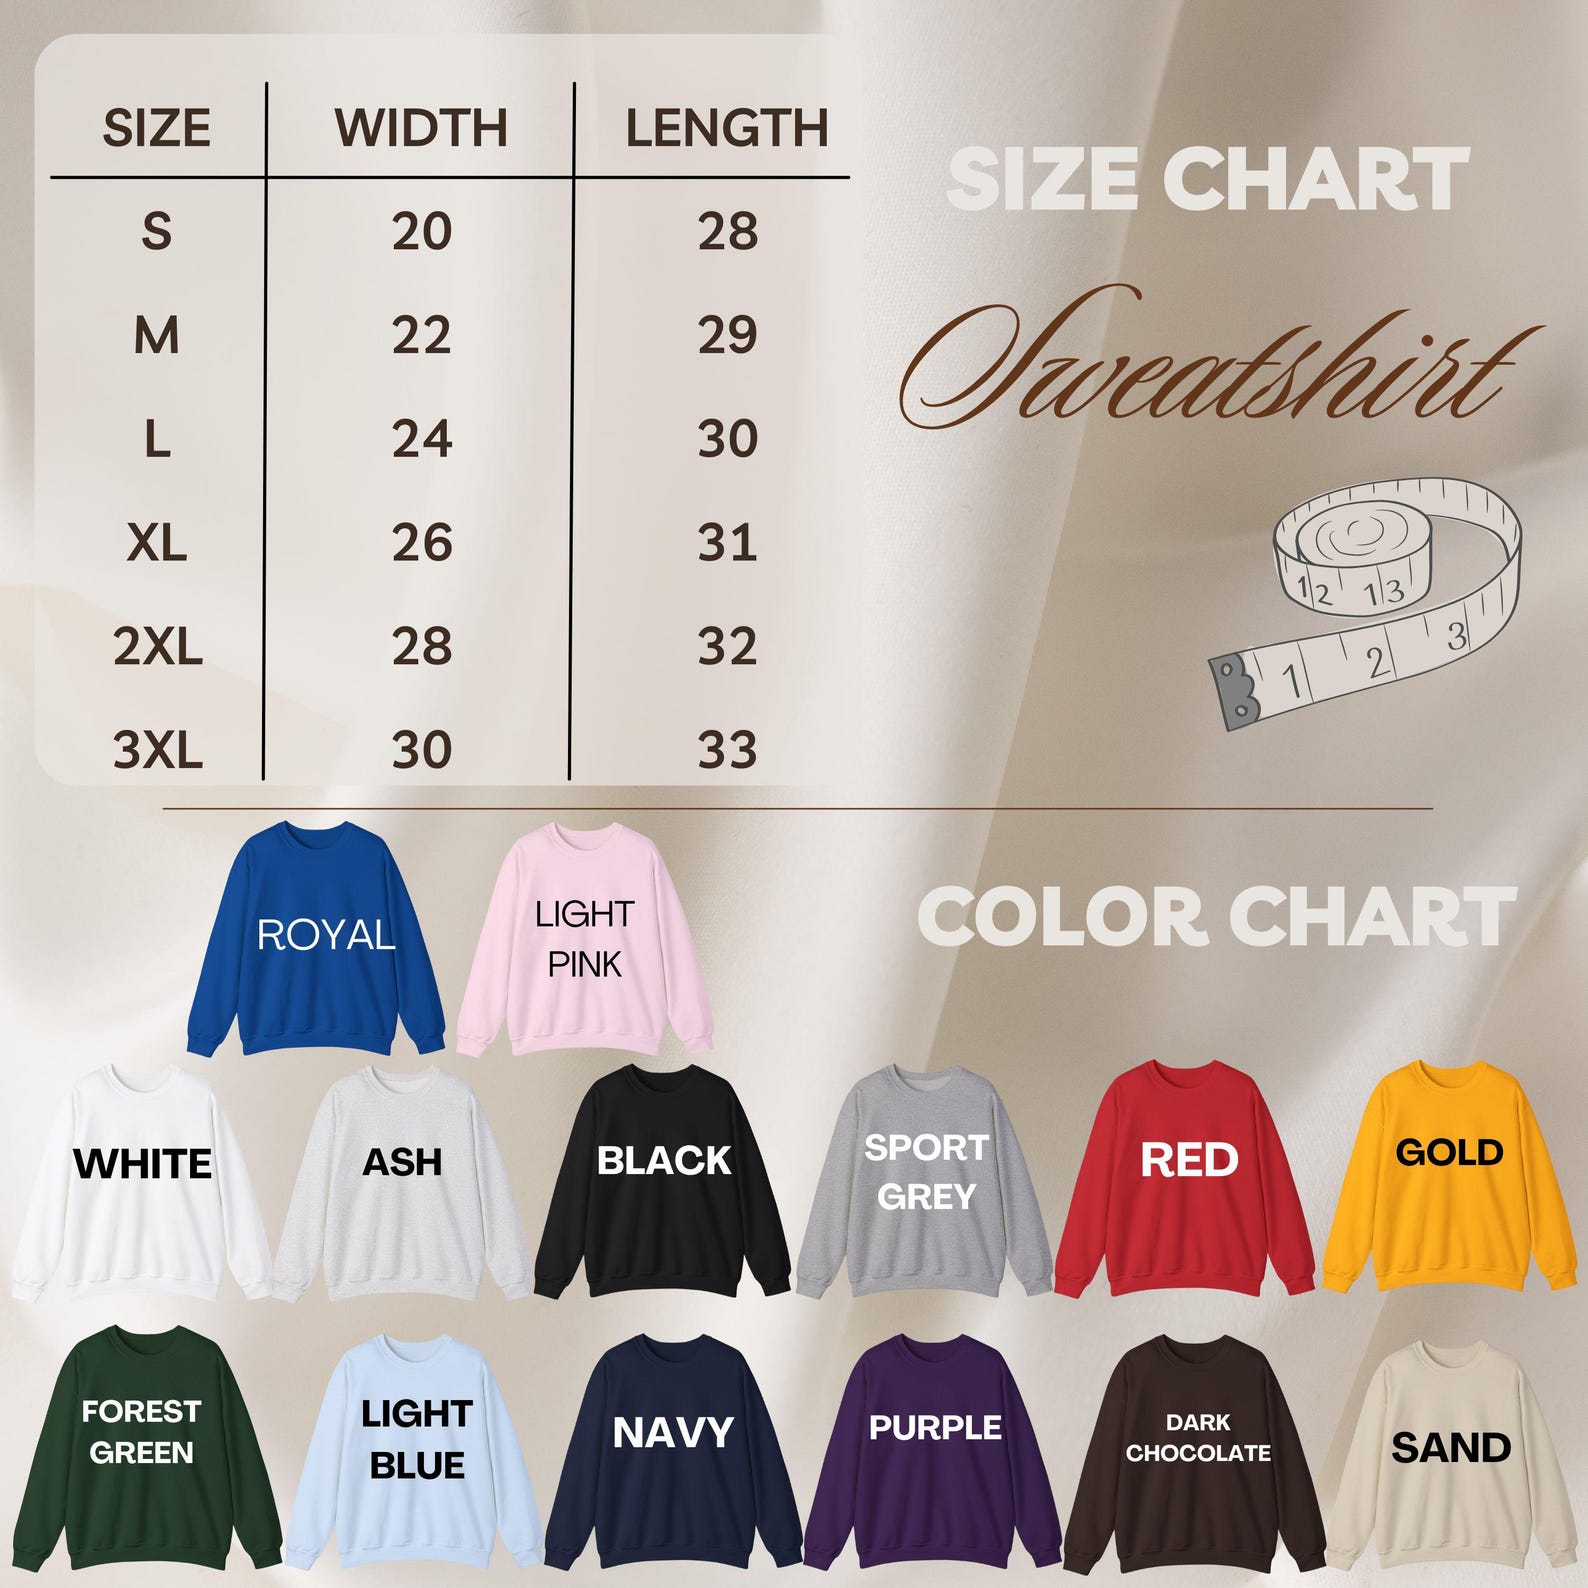 SIZE WIDTH LENGTH
S 20 28
M 22 29
L 24 30
XL 26 31
2XL 28 32
3XL 30 33
SIZE CHART
Sweatshirt
12 13
1 2 3
COLOR CHART
ROYAL
LIGHT
PINK
WHITE
ASH
BLACK
SPORT
GREY
RED
GOLD
FOREST
GREEN
LIGHT
BLUE
NAVY
PURPLE
DARK
CHOCOLATE
SAND